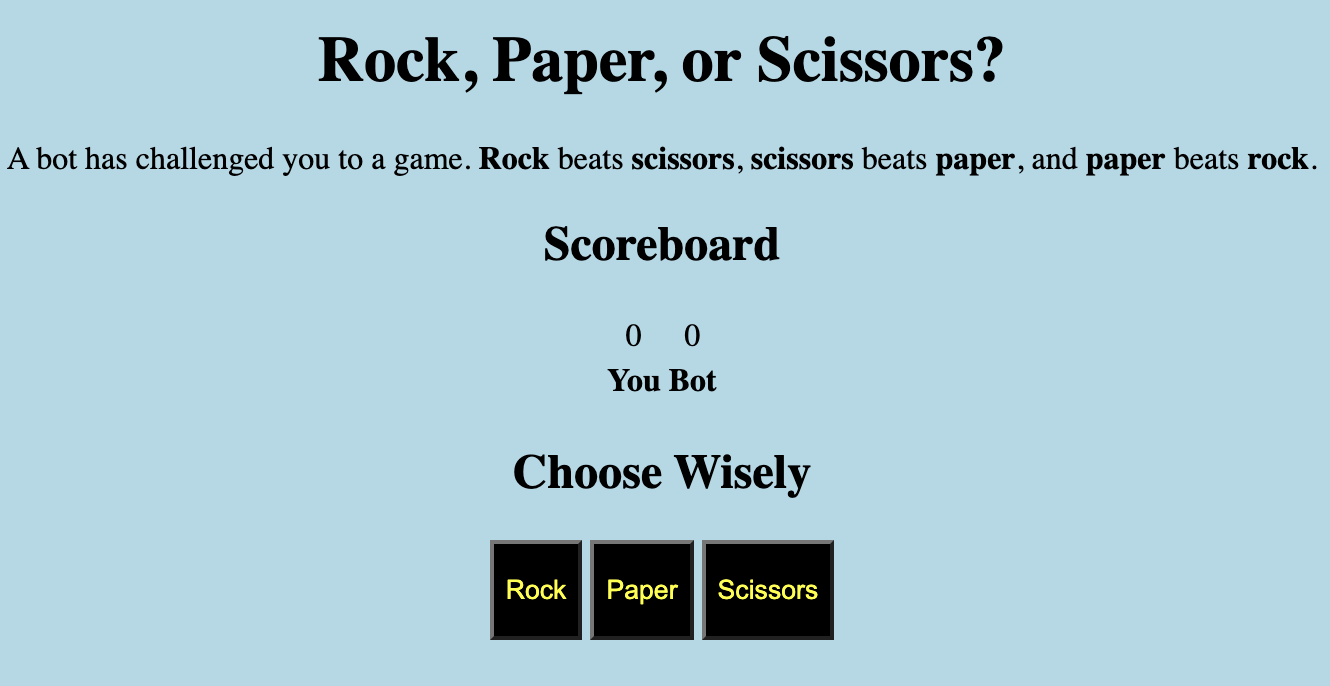 Rock, Paper, or Scissors?
A bot has challenged you to a game. Rock beats scissors, scissors beats paper, and paper beats rock.
Scoreboard
0 0
You Bot
Choose Wisely
Rock Paper Scissors